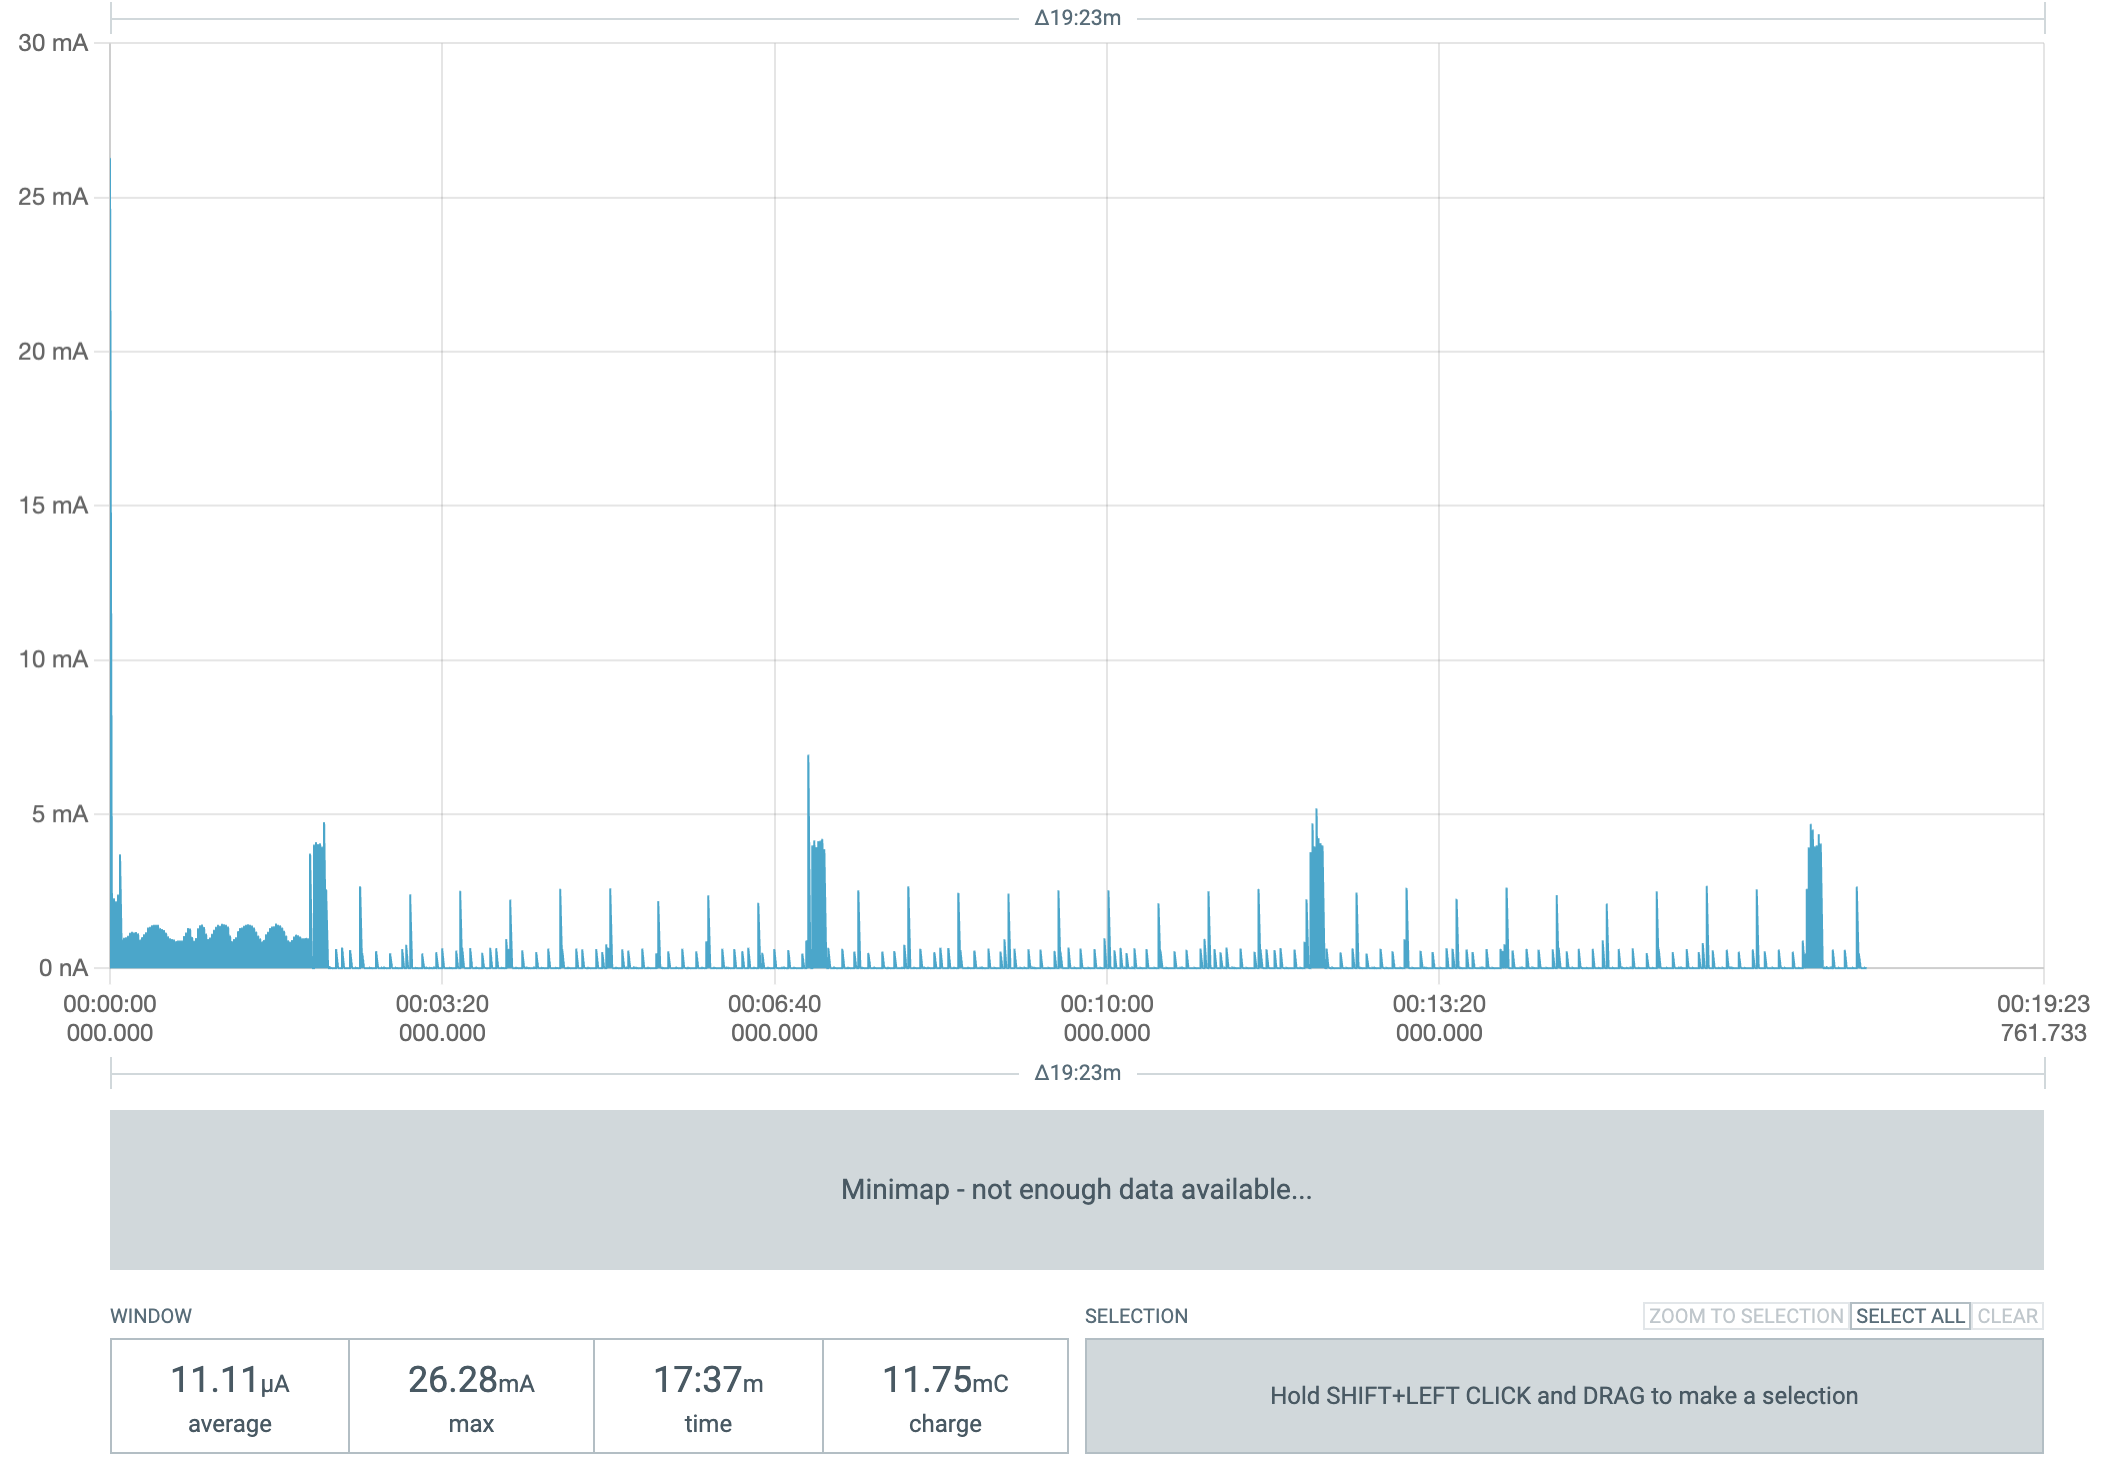 Δ19:23m
30 mA
25 mA
20 mA
15 mA
10 mA
5 mA
0 nA
00:00:00 00:03:20 00:06:40 00:10:00 00:13:20 00:19:23
000.000 000.000 000.000 000.000 000.000 761.733
Δ19:23m
Minimap - not enough data available...
WINDOW
11.11μA 26.28mA 17:37m 11.75mC
average max time charge
SELECTION ZOOM TO SELECTION SELECT ALL CLEAR
Hold SHIFT+LEFT CLICK and DRAG to make a selection